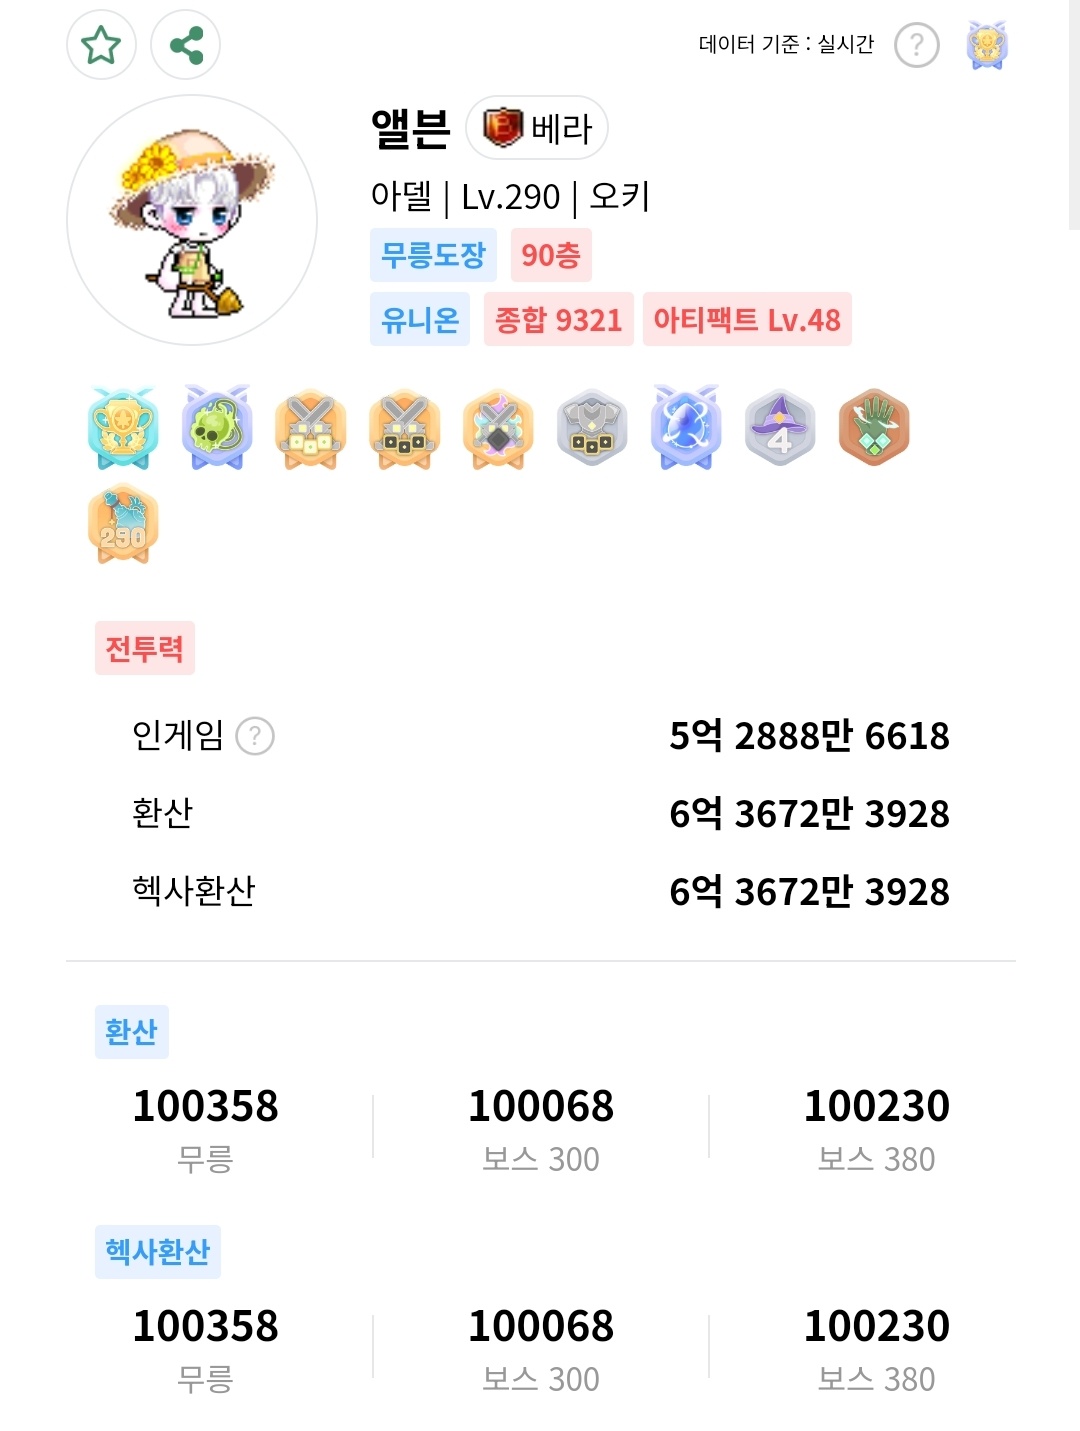 데이터 기준 : 실시간 ?
앨븐 베라
아델 | Lv.290 | 오키
무릉도장 90층
유니온 종합 9321 아티팩트 Lv.48
4
290
전투력
인게임 ? 5억 2888만 6618
환산 6억 3672만 3928
헥사환산 6억 3672만 3928
환산
100358 100068 100230
무릉 보스 300 보스 380
헥사환산
100358 100068 100230
무릉 보스 300 보스 380